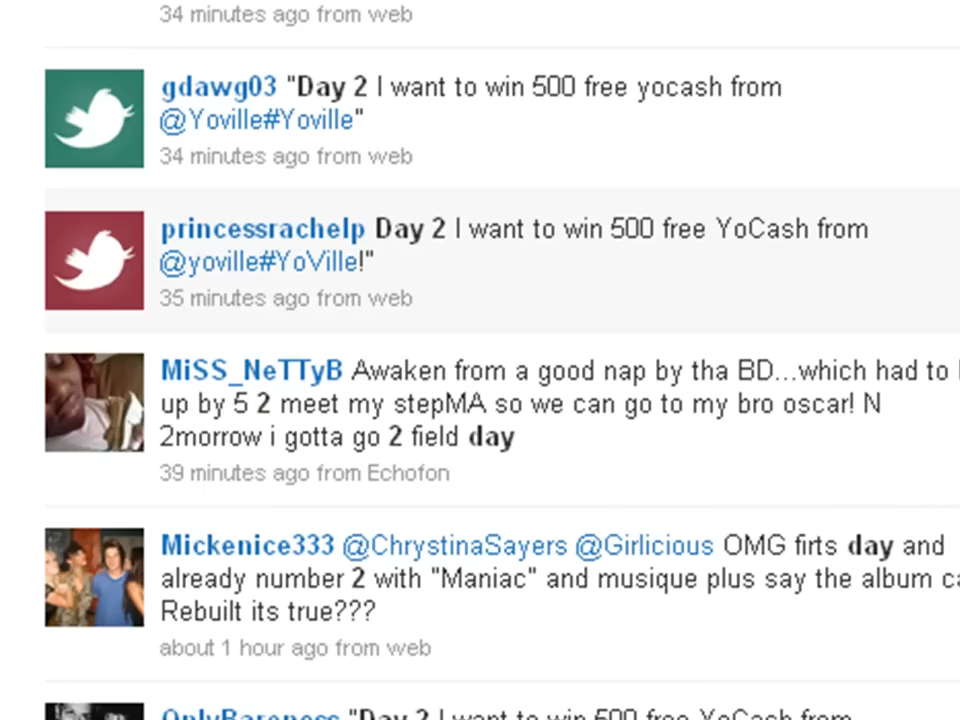 34 minutes ago from web
gdawg03 "Day 2 I want to win 500 free yocash from
@Yoville#Yoville"
34 minutes ago from web
princessrachelp Day 2 I want to win 500 free YoCash from
@yoville#YoVille!"
35 minutes ago from web
MiSS_NeTTyB Awaken from a good nap by tha BD...which had to
up by 5 2 meet my stepMA so we can go to my bro oscar! N
2morrow i gotta go 2 field day
39 minutes ago from Echofon
Mickenice333 @ChrystinaSayers @Girlicious OMG firts day and
already number 2 with "Maniac" and musique plus say the album
Rebuilt its true???
about 1 hour ago from web
OnlyBareness "Day 2 I want to win 500 free YoCash from